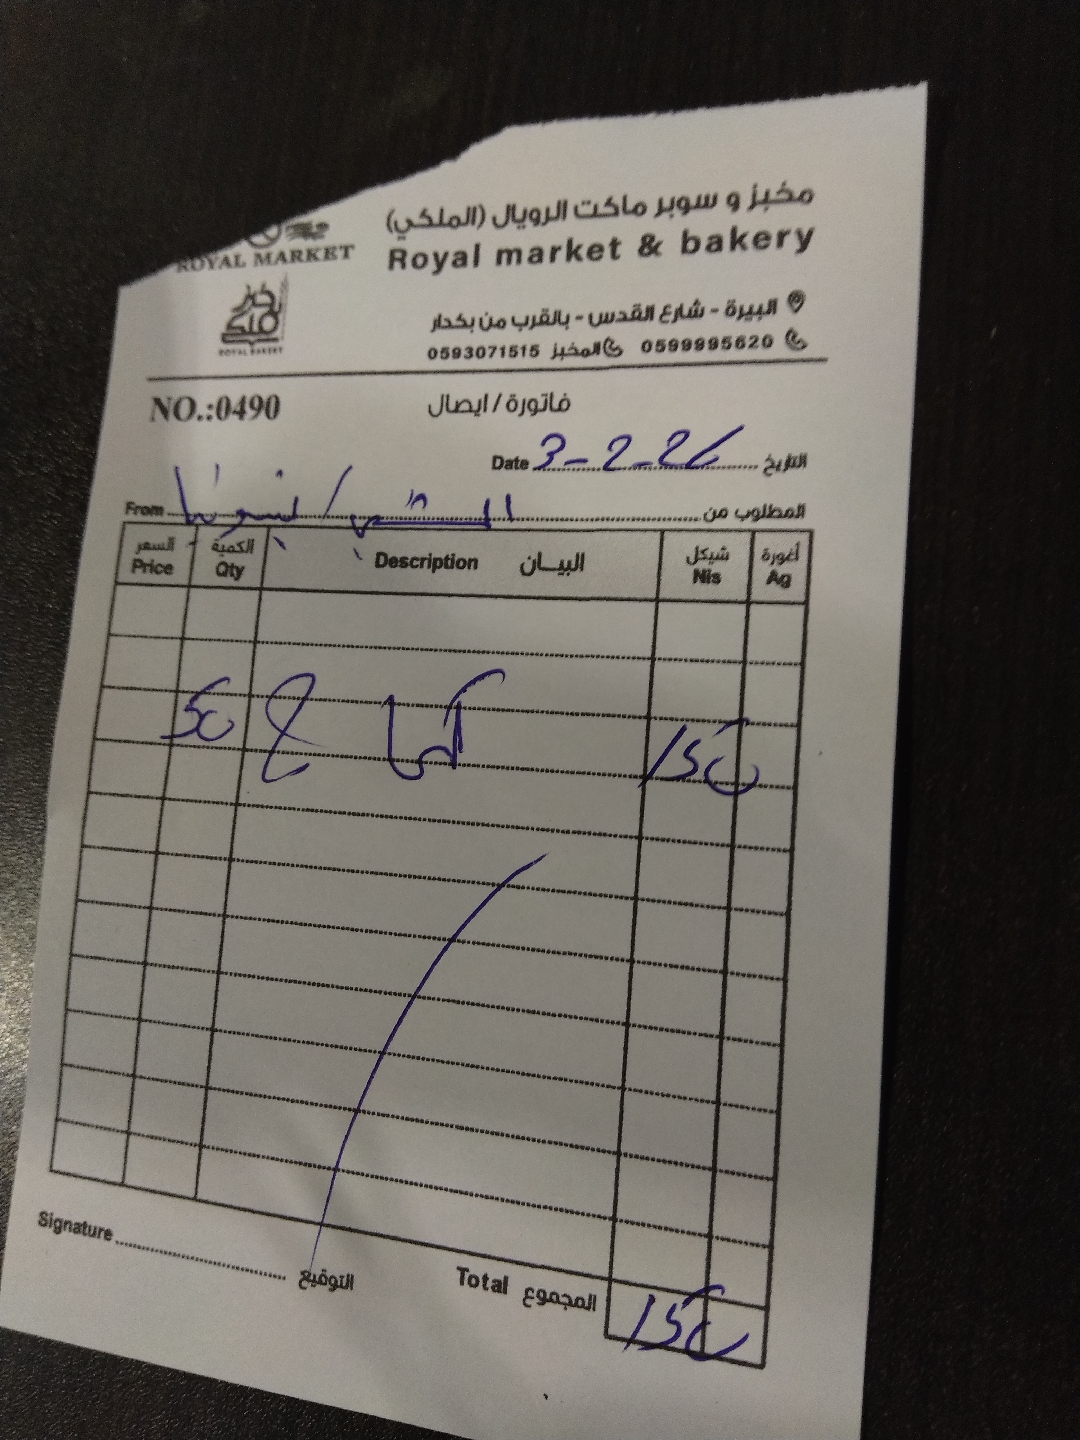 مخبز و سوبر ماكت الرويال (الملكي)
ROYAL MARKET
Royal market & bakery
ROYAL BAKERY
البيرة - شارع القدس - بالقرب من بكدار
0599995620 المخبز 0593071515
NO.:0490
فاتورة / ايصال
Date 3-2-26 التاريخ
From المطلوب من
السعر الكمية البيــان شيكل أغورة
Price Qty Description Nis Ag
50 150
Signature التوقيع
Total المجموع 150